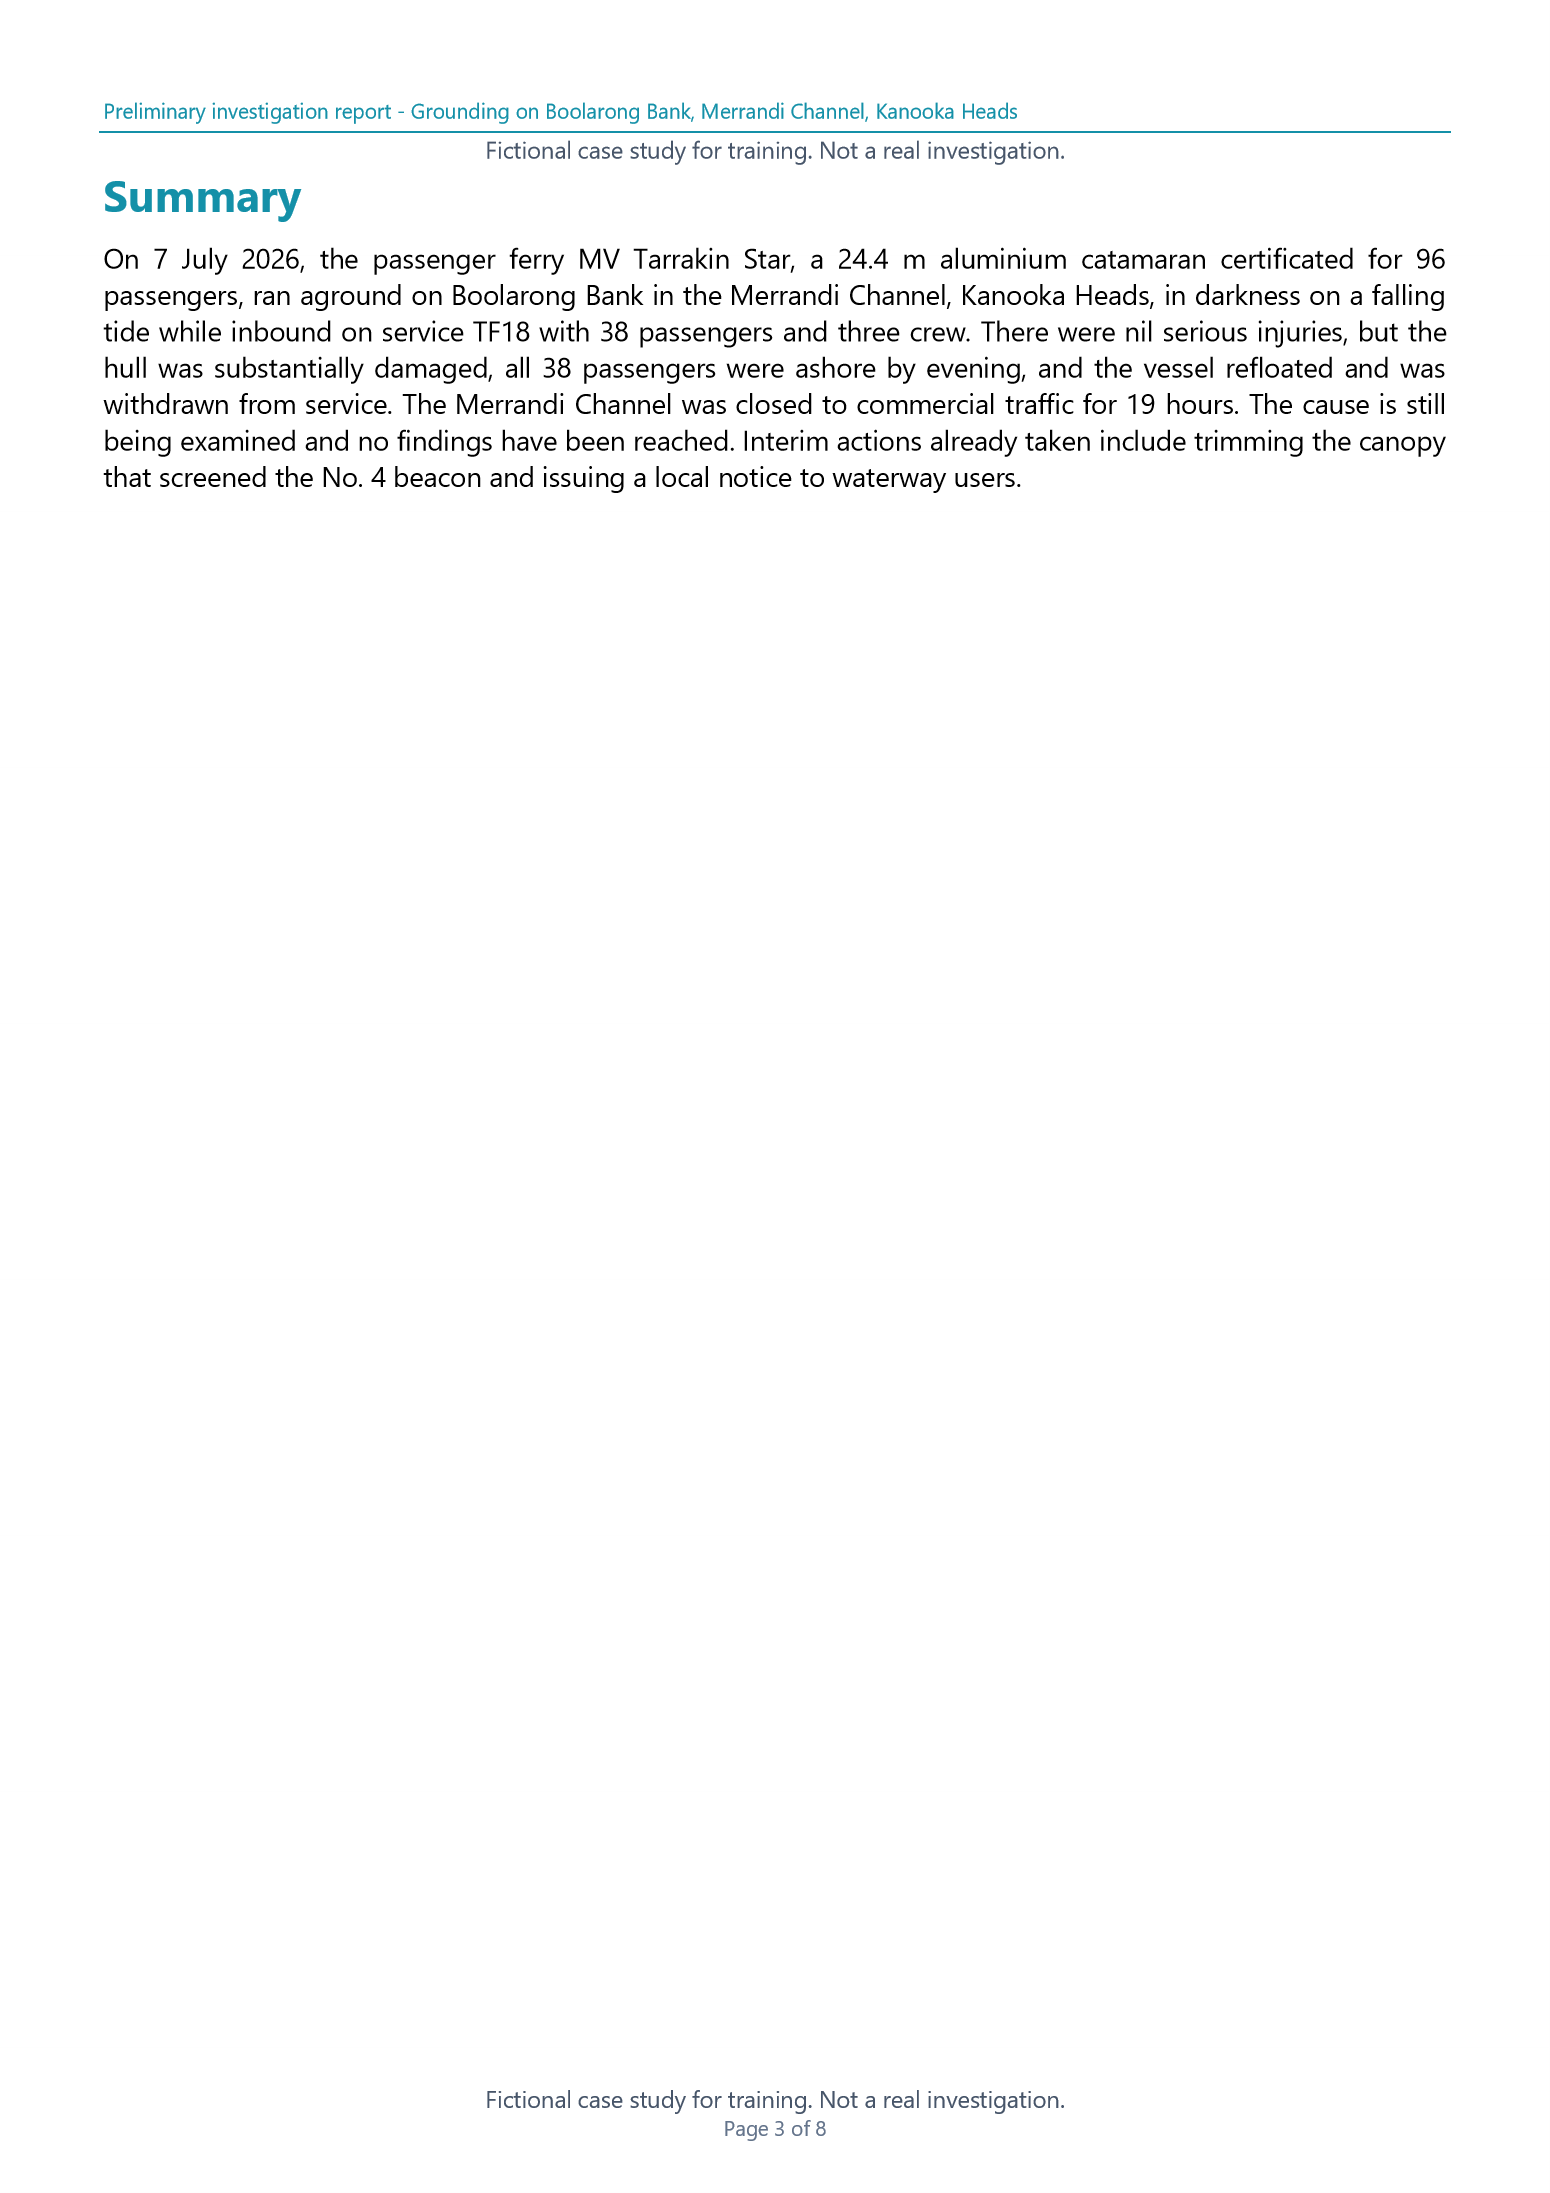 Preliminary investigation report - Grounding on Boolarong Bank, Merrandi Channel, Kanooka Heads
Fictional case study for training. Not a real investigation.
Summary
On 7 July 2026, the passenger ferry MV Tarrakin Star, a 24.4 m aluminium catamaran certificated for 96
passengers, ran aground on Boolarong Bank in the Merrandi Channel, Kanooka Heads, in darkness on a falling
tide while inbound on service TF18 with 38 passengers and three crew. There were nil serious injuries, but the
hull was substantially damaged, all 38 passengers were ashore by evening, and the vessel refloated and was
withdrawn from service. The Merrandi Channel was closed to commercial traffic for 19 hours. The cause is still
being examined and no findings have been reached. Interim actions already taken include trimming the canopy
that screened the No. 4 beacon and issuing a local notice to waterway users.
Fictional case study for training. Not a real investigation.
Page 3 of 8